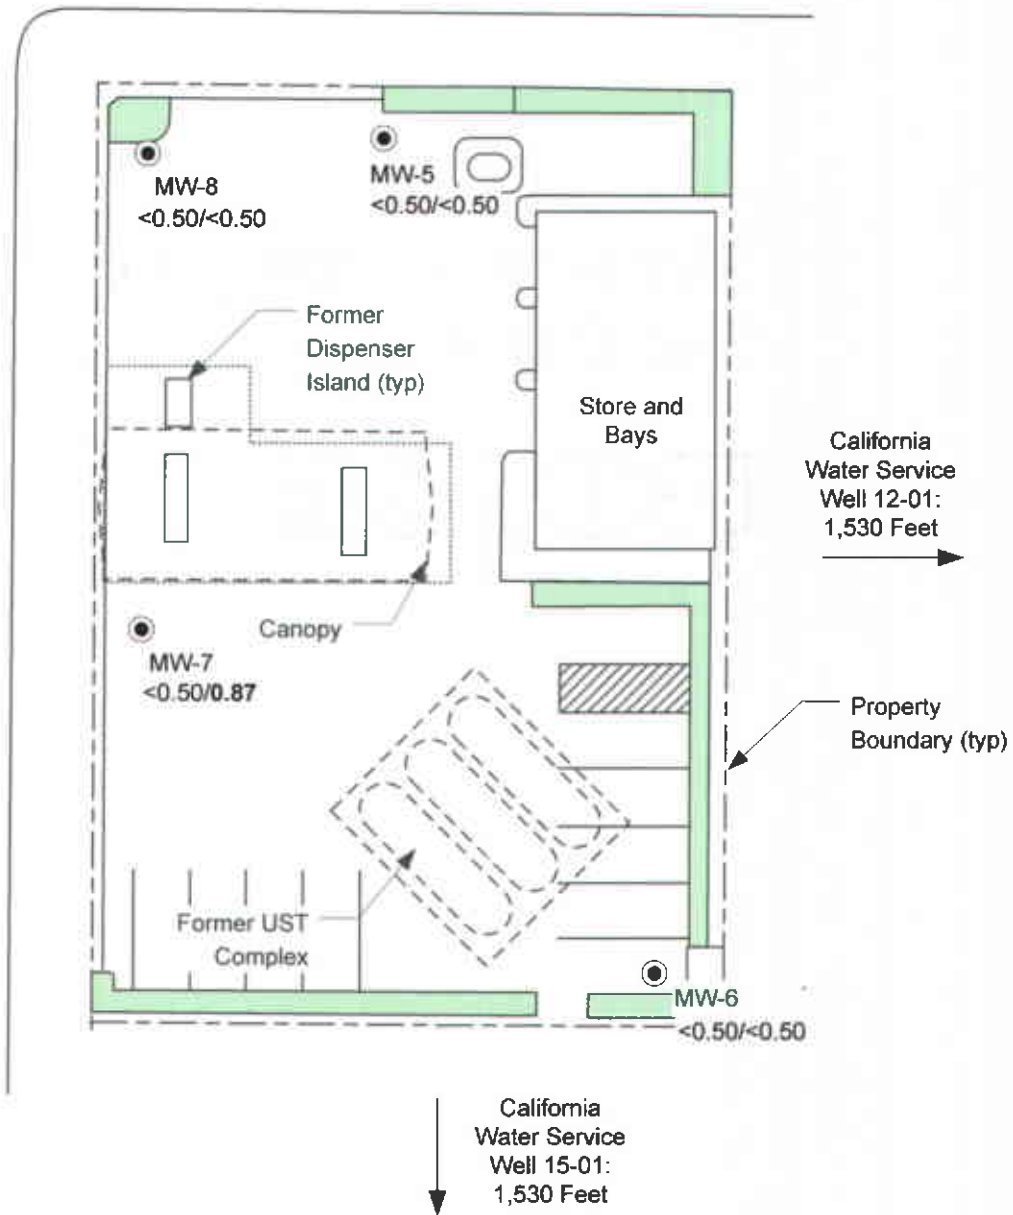 MW-8
<0.50/<0.50
MW-5
<0.50/<0.50
Former
Dispenser
Island (typ)
Store and
Bays
California
Water Service
Well 12-01:
1,530 Feet
Canopy
MW-7
<0.50/0.87
Property
Boundary (typ)
Former UST
Complex
MW-6
<0.50/<0.50
California
Water Service
Well 15-01:
1,530 Feet